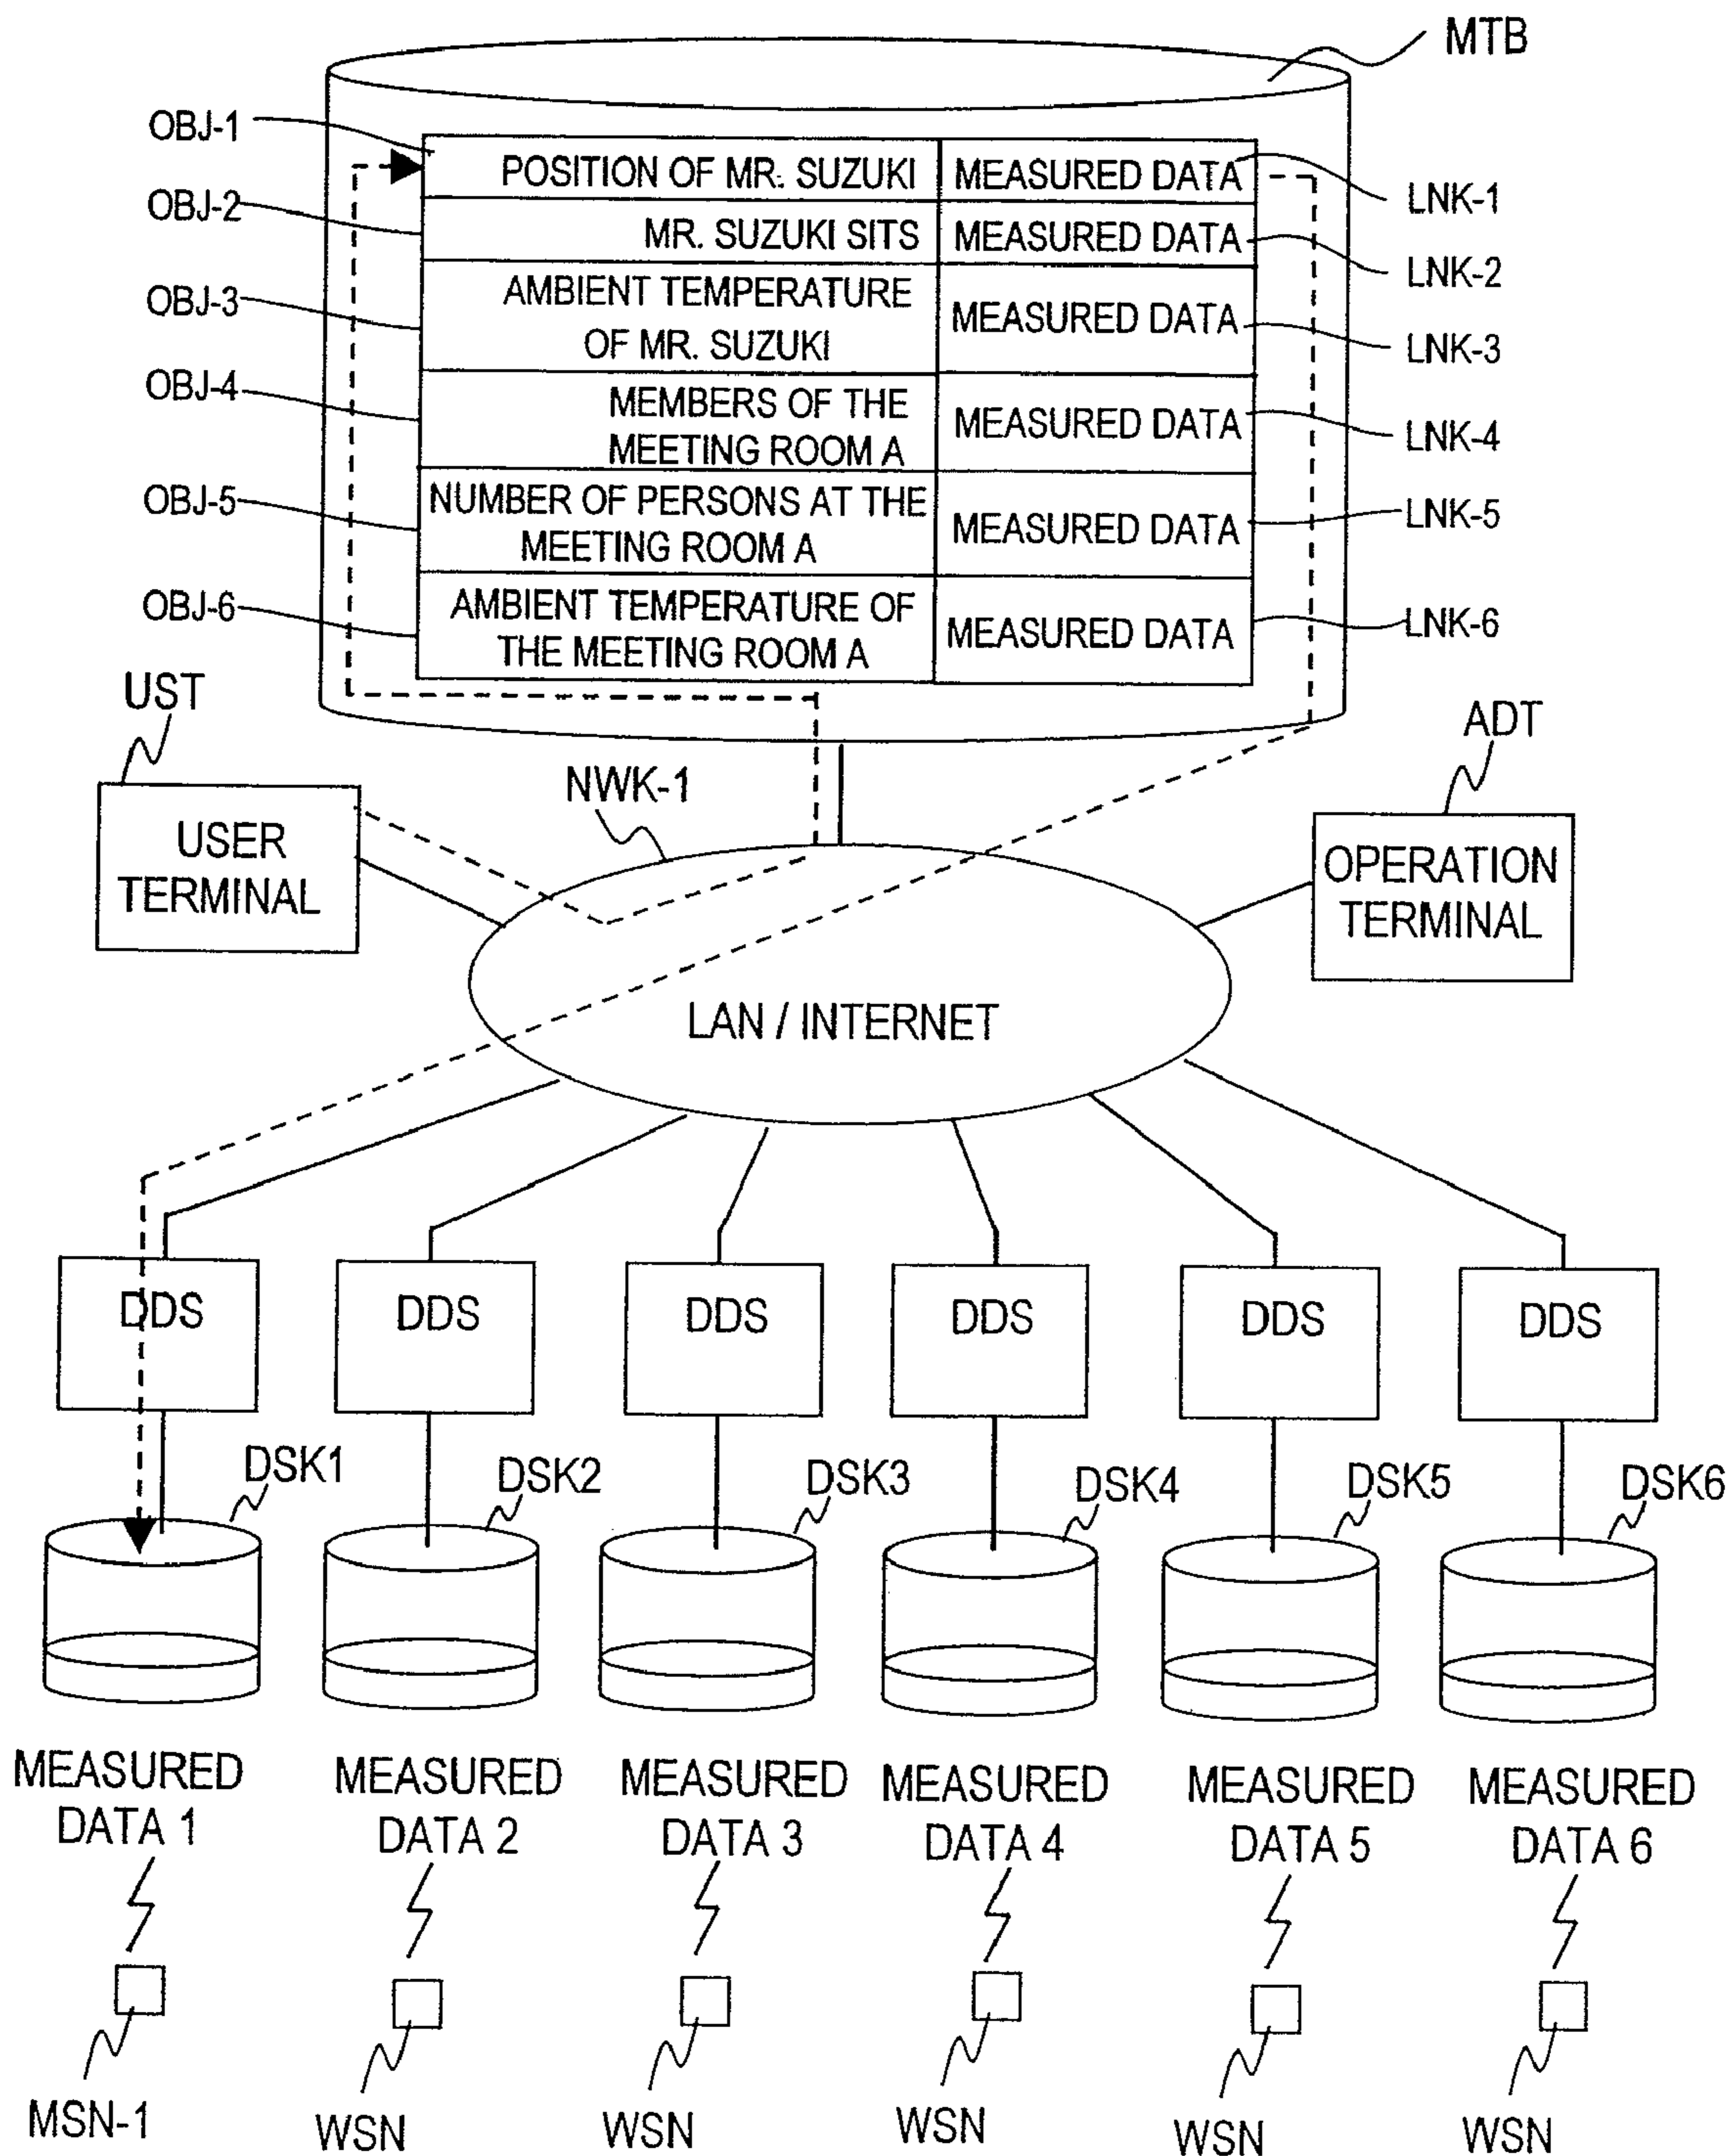 MTB
OBJ-1
POSITION OF MR. SUZUKI
MEASURED DATA
LNK-1
OBJ-2
MR. SUZUKI SITS
MEASURED DATA
LNK-2
OBJ-3
AMBIENT TEMPERATURE
OF MR. SUZUKI
MEASURED DATA
LNK-3
OBJ-4
MEMBERS OF THE
MEETING ROOM A
MEASURED DATA
LNK-4
OBJ-5
NUMBER OF PERSONS AT THE
MEETING ROOM A
MEASURED DATA
LNK-5
OBJ-6
AMBIENT TEMPERATURE OF
THE MEETING ROOM A
MEASURED DATA
LNK-6
UST
USER
TERMINAL
NWK-1
ADT
OPERATION
TERMINAL
LAN / INTERNET
DDS
DDS
DDS
DDS
DDS
DDS
DSK1
DSK2
DSK3
DSK4
DSK5
DSK6
MEASURED
DATA 1
MEASURED
DATA 2
MEASURED
DATA 3
MEASURED
DATA 4
MEASURED
DATA 5
MEASURED
DATA 6
MSN-1
WSN
WSN
WSN
WSN
WSN